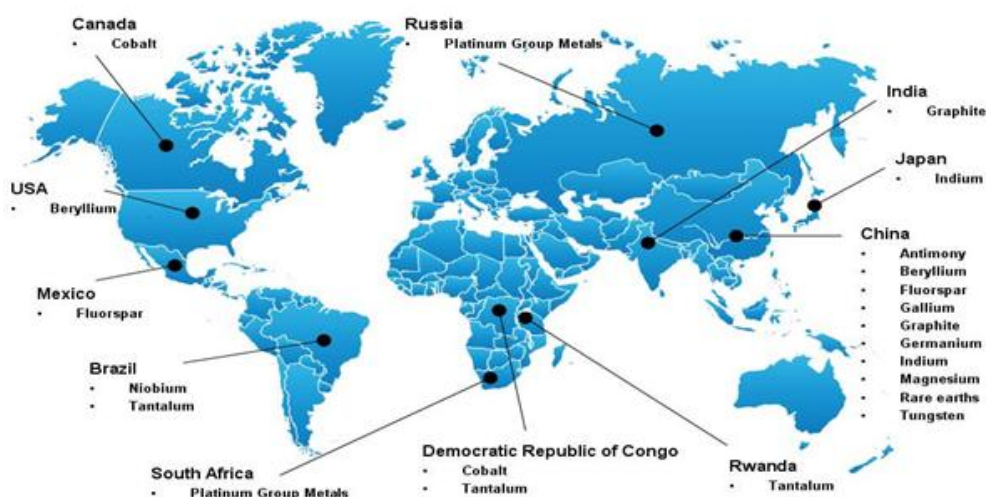 Canada
• Cobalt
Russia
• Platinum Group Metals
India
• Graphite
Japan
• Indium
USA
• Beryllium
China
• Antimony
• Beryllium
• Fluorspar
• Gallium
• Graphite
• Germanium
• Indium
• Magnesium
• Rare earths
• Tungsten
Mexico
• Fluorspar
Brazil
• Niobium
• Tantalum
South Africa
• Platinum Group Metals
Democratic Republic of Congo
• Cobalt
• Tantalum
Rwanda
• Tantalum